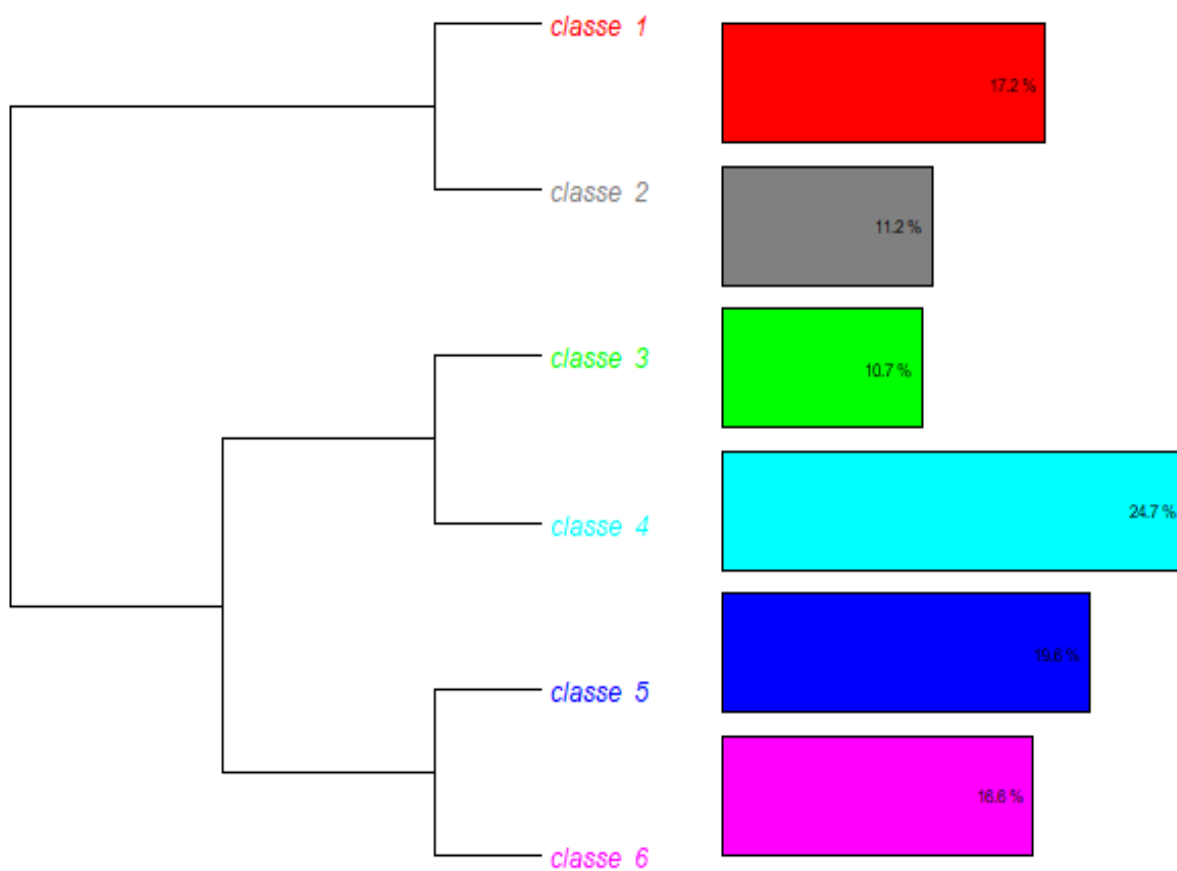 classe 1
17.2 %
classe 2
11.2 %
classe 3
10.7 %
classe 4
24.7 %
classe 5
19.6 %
classe 6
16.6 %